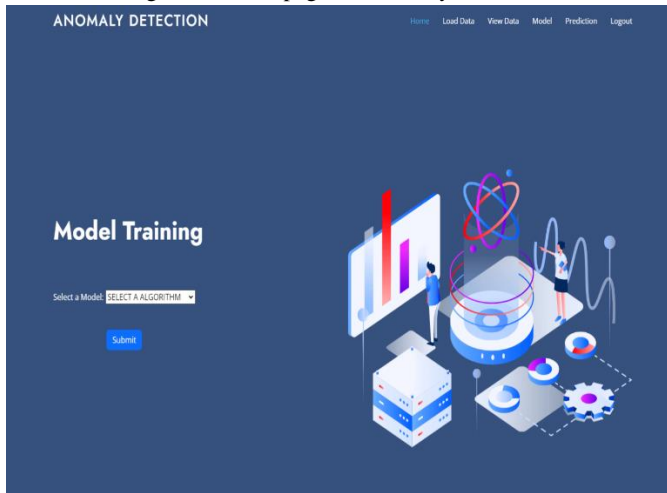 ANOMALY DETECTION
Home Load Data View Data Model Prediction Logout
Model Training
Select a Model: SELECT A ALGORITHM
Submit